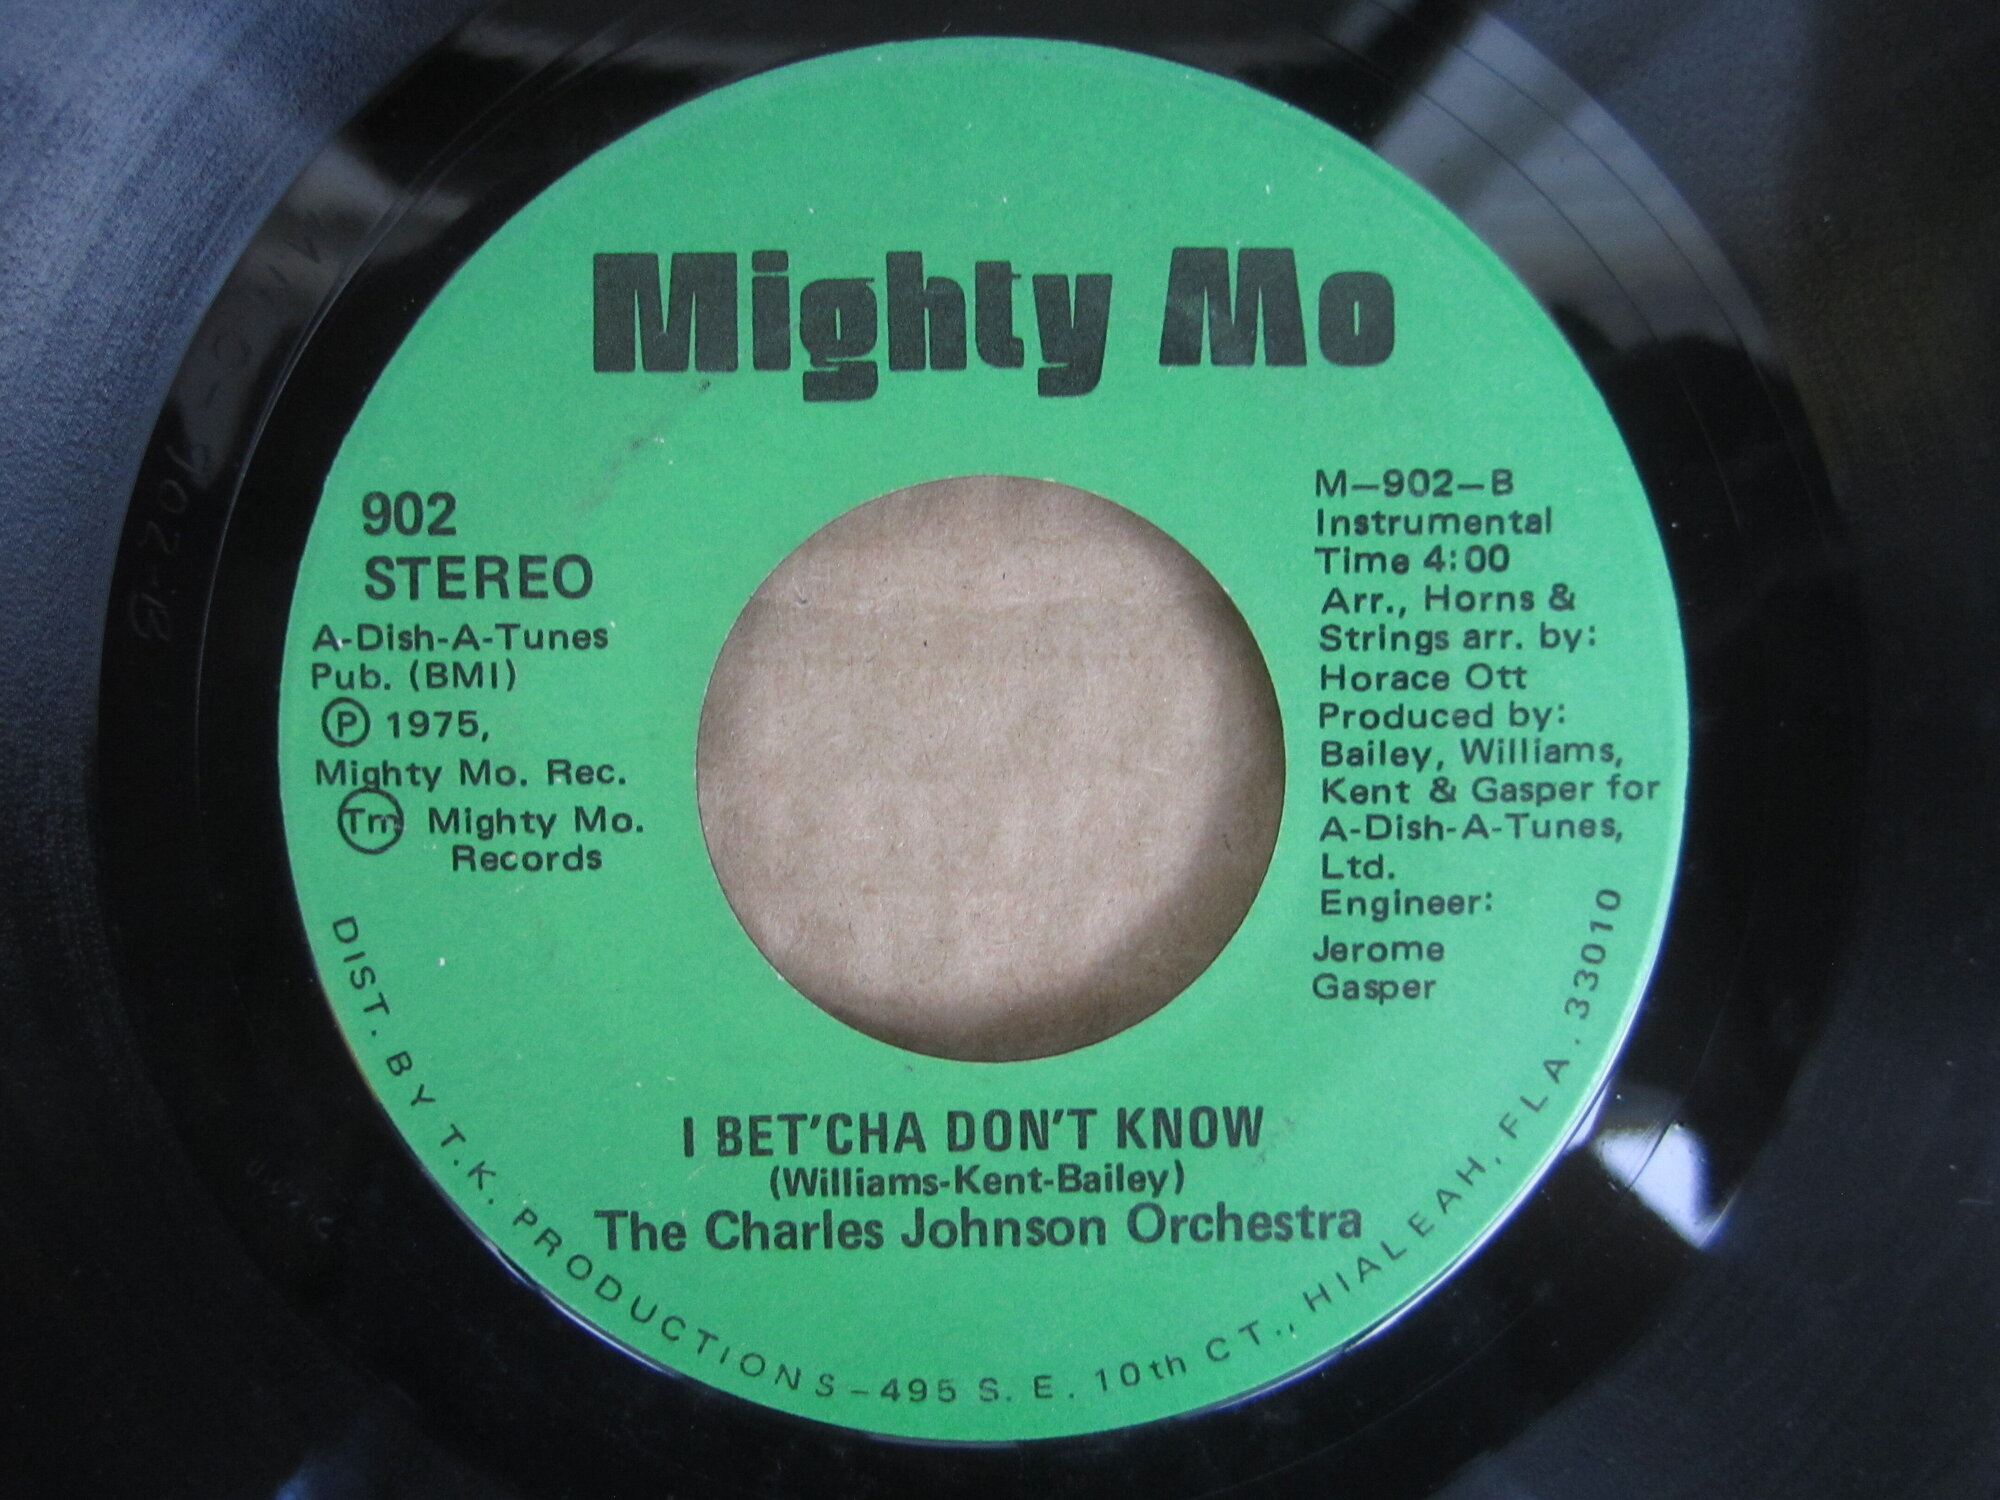 Mighty Mo
902
STEREO
A-Dish-A-Tunes
Pub. (BMI)
Ⓟ 1975,
Mighty Mo. Rec.
Tm Mighty Mo.
Records
M—902—B
Instrumental
Time 4:00
Arr., Horns &
Strings arr. by:
Horace Ott
Produced by:
Bailey, Williams,
Kent & Gasper for
A-Dish-A-Tunes,
Ltd.
Engineer:
Jerome
Gasper
I BET'CHA DON'T KNOW
(Williams-Kent-Bailey)
The Charles Johnson Orchestra
DIST. BY T.K. PRODUCTIONS–495 S. E. 10th CT., HIALEAH, FLA. 33010
902-B